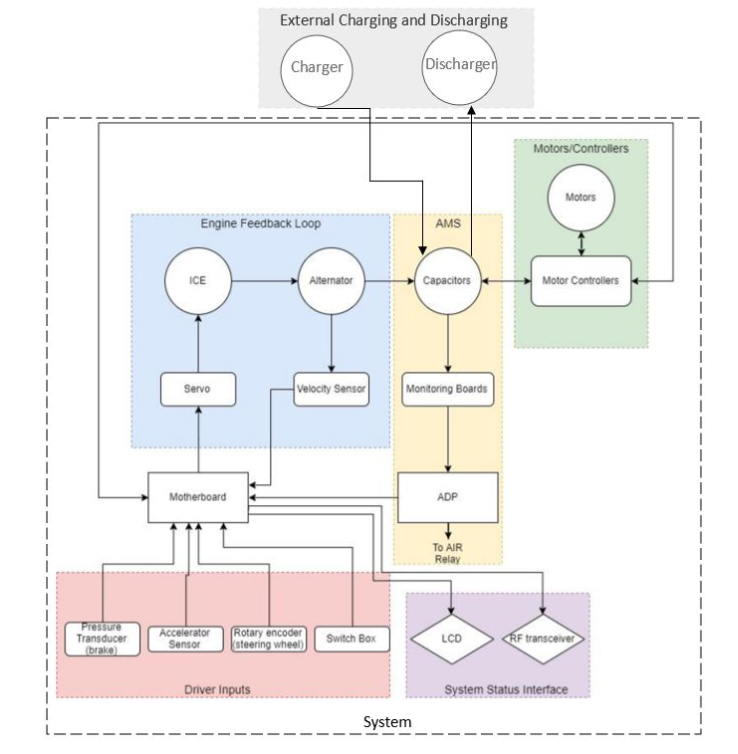 External Charging and Discharging
Charger
Discharger
Motors/Controllers
Motors
Engine Feedback Loop
AMS
ICE
Alternator
Capacitors
Motor Controllers
Servo
Velocity Sensor
Monitoring Boards
Motherboard
ADP
To AIR
Relay
Pressure
Transducer
(brake)
Accelerator
Sensor
Rotary encoder
(steering wheel)
Switch Box
LCD
RF transceiver
Driver Inputs
System Status Interface
System